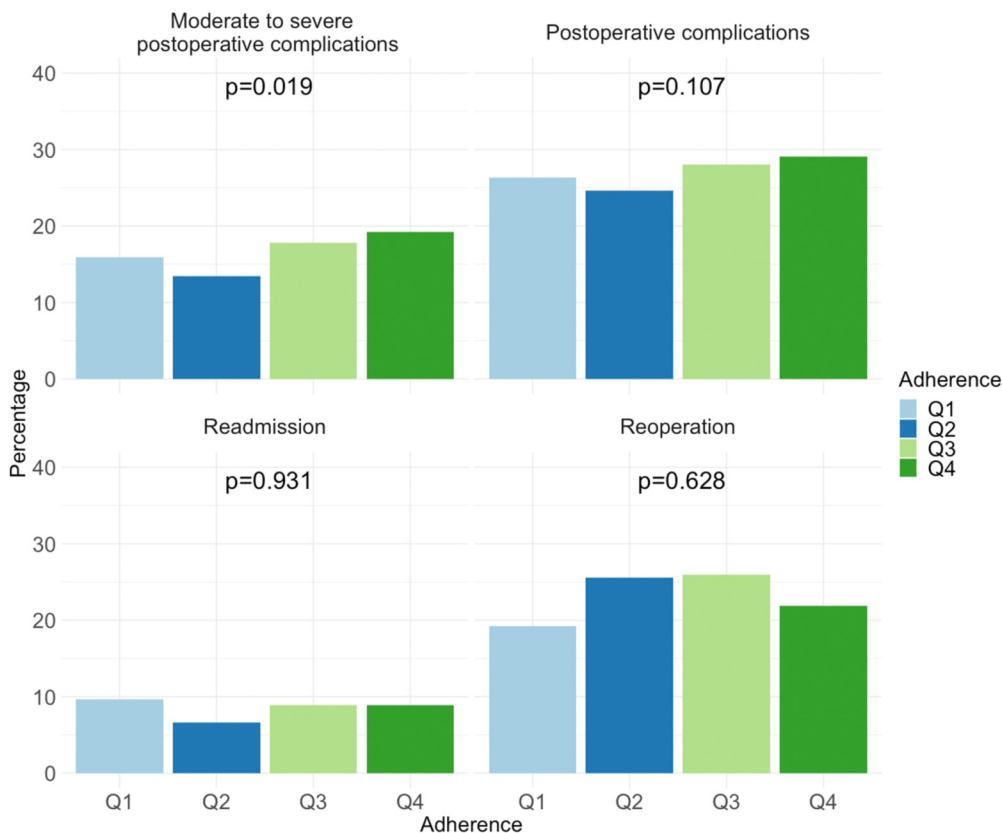 Moderate to severe
postoperative complications
Postoperative complications
p=0.019
p=0.107
40
30
20
10
0
Readmission
Reoperation
p=0.931
p=0.628
40
30
20
10
0
Percentage
Q1 Q2 Q3 Q4
Q1 Q2 Q3 Q4
Adherence
Adherence
Q1
Q2
Q3
Q4